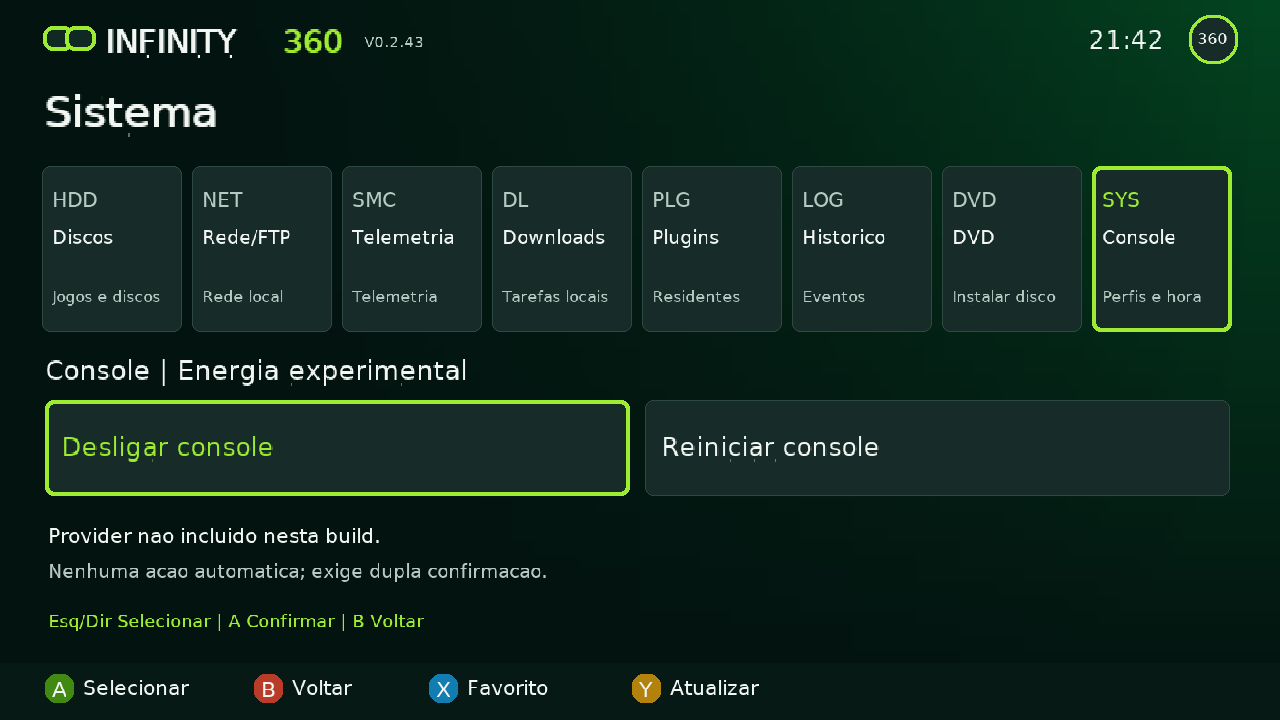 INFINITY 360 V0.2.43
21:42 360
Sistema
HDD NET SMC DL PLG LOG DVD SYS
Discos Rede/FTP Telemetria Downloads Plugins Historico DVD Console
Jogos e discos Rede local Telemetria Tarefas locais Residentes Eventos Instalar disco Perfis e hora
Console | Energia experimental
Desligar console Reiniciar console
Provider nao incluido nesta build.
Nenhuma acao automatica; exige dupla confirmacao.
Esq/Dir Selecionar | A Confirmar | B Voltar
A Selecionar B Voltar X Favorito Y Atualizar